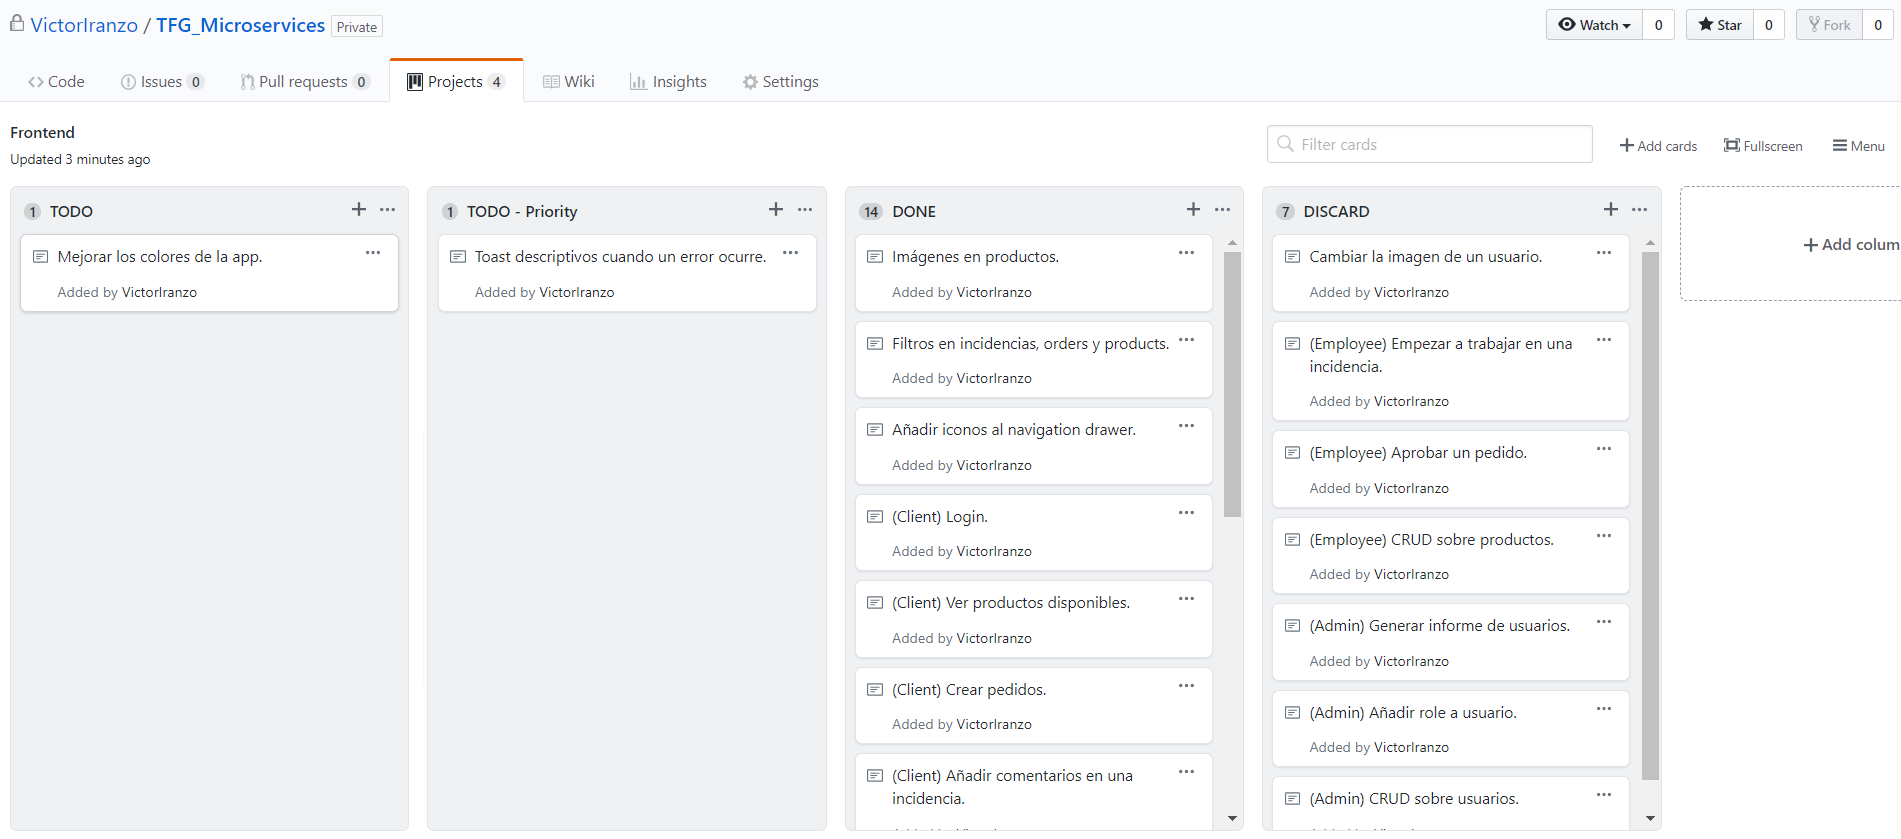 VictorIranzo / TFG_Microservices Private
Watch 0 Star 0 Fork 0
Code Issues 0 Pull requests 0 Projects 4 Wiki Insights Settings
Frontend
Updated 3 minutes ago
Filter cards
Add cards Fullscreen Menu
1 TODO
Mejorar los colores de la app.
Added by VictorIranzo
1 TODO - Priority
Toast descriptivos cuando un error ocurre.
Added by VictorIranzo
14 DONE
Imágenes en productos.
Added by VictorIranzo
Filtros en incidencias, orders y products.
Added by VictorIranzo
Añadir iconos al navigation drawer.
Added by VictorIranzo
(Client) Login.
Added by VictorIranzo
(Client) Ver productos disponibles.
Added by VictorIranzo
(Client) Crear pedidos.
Added by VictorIranzo
(Client) Añadir comentarios en una
incidencia.
7 DISCARD
Cambiar la imagen de un usuario.
Added by VictorIranzo
(Employee) Empezar a trabajar en una
incidencia.
Added by VictorIranzo
(Employee) Aprobar un pedido.
Added by VictorIranzo
(Employee) CRUD sobre productos.
Added by VictorIranzo
(Admin) Generar informe de usuarios.
Added by VictorIranzo
(Admin) Añadir role a usuario.
Added by VictorIranzo
(Admin) CRUD sobre usuarios.
Add colum